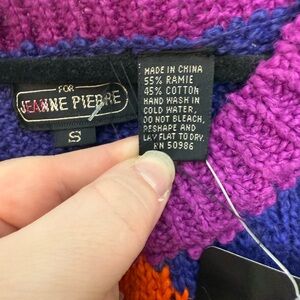 FOR
JEANNE PIERRE
S
MADE IN CHINA
55% RAMIE
45% COTTON
HAND WASH IN
COLD WATER,
DO NOT BLEACH,
RESHAPE AND
LAY FLAT TO DRY.
RN 50986